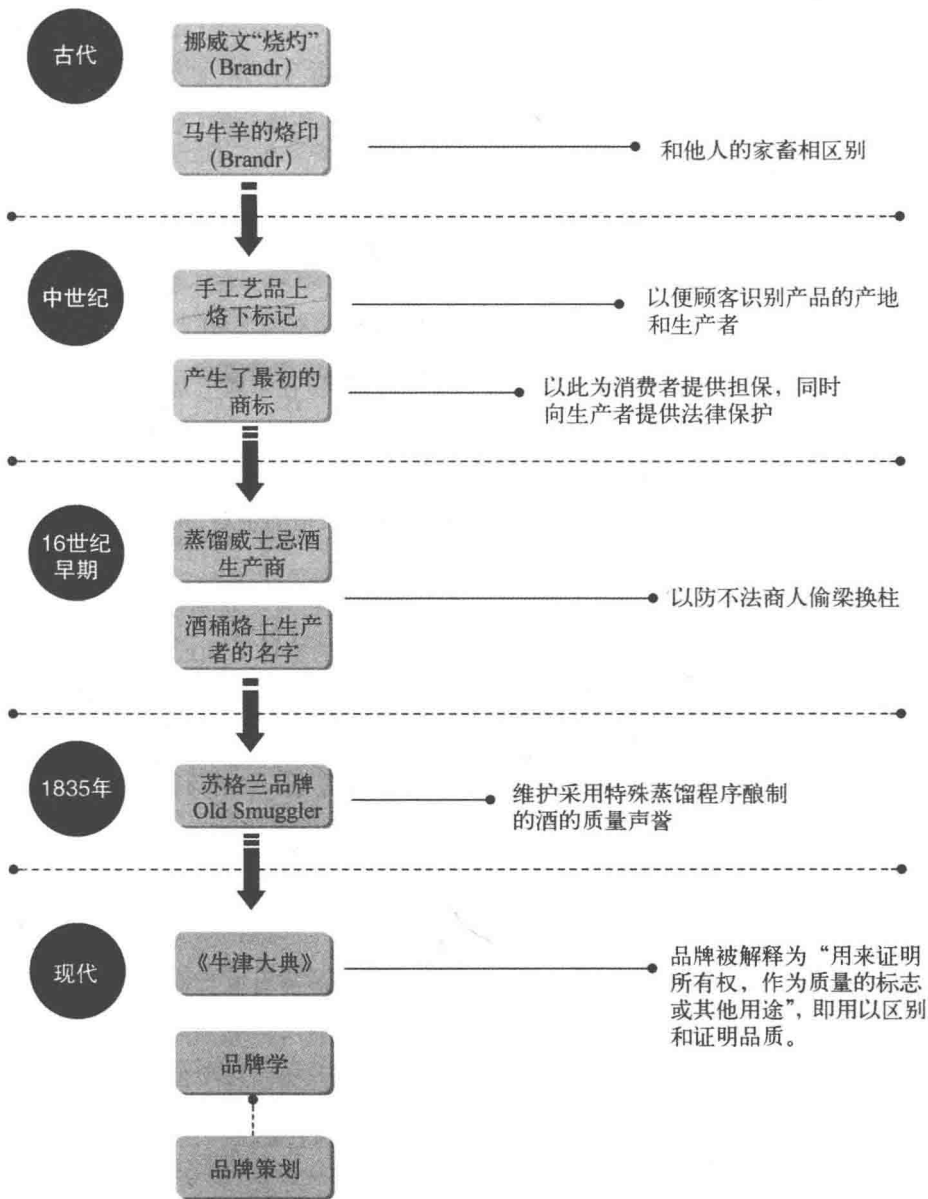 古代
挪威文“烧灼”
(Brandr)
马牛羊的烙印
(Brandr)
和他人的家畜相区别
中世纪
手工艺品上
烙下标记
以便顾客识别产品的产地
和生产者
产生了最初的
商标
以此为消费者提供担保，同时
向生产者提供法律保护
16世纪
早期
蒸馏威士忌酒
生产商
酒桶烙上生产
者的名字
以防不法商人偷梁换柱
1835年
苏格兰品牌
Old Smuggler
维护采用特殊蒸馏程序酿制
的酒的质量声誉
现代
《牛津大典》
品牌被解释为“用来证明
所有权，作为质量的标志
或其他用途”，即用以区别
和证明品质。
品牌学
品牌策划